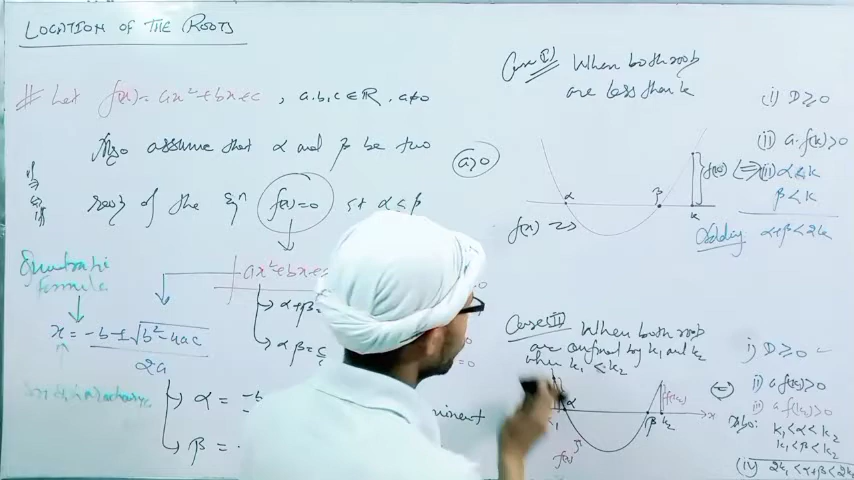 LOCATION OF THE ROOTS
# Let f(x) = ax²+bx+c, a,b,c ∈ R, a≠0
Also assume that α and β be two
roots of the eqⁿ f(x)=0 st α ≤ β
Quadratic
formula
ax²+bx+c
x = -b ± √b²-4ac
2a
α+β =
αβ = c
α = -b
β = -
Case (I) When both roots
are less than k
a>0
α
β
k
f(x)
(i) D ≥ 0
(ii) a.f(k)>0
(iii) α < k
β < k
Adding α+β < 2k
Case (II) When both roots
are confined by k₁ and k₂
when k₁ < k₂
α
β
k₂
x
f(k₂)
f(x)
i) D ≥ 0
ii) a f(k₁)>0
iii) a f(k₂)>0
Also: k₁<α<k₂
k₁<β<k₂
(iv) 2k₁<α+β<2k₂